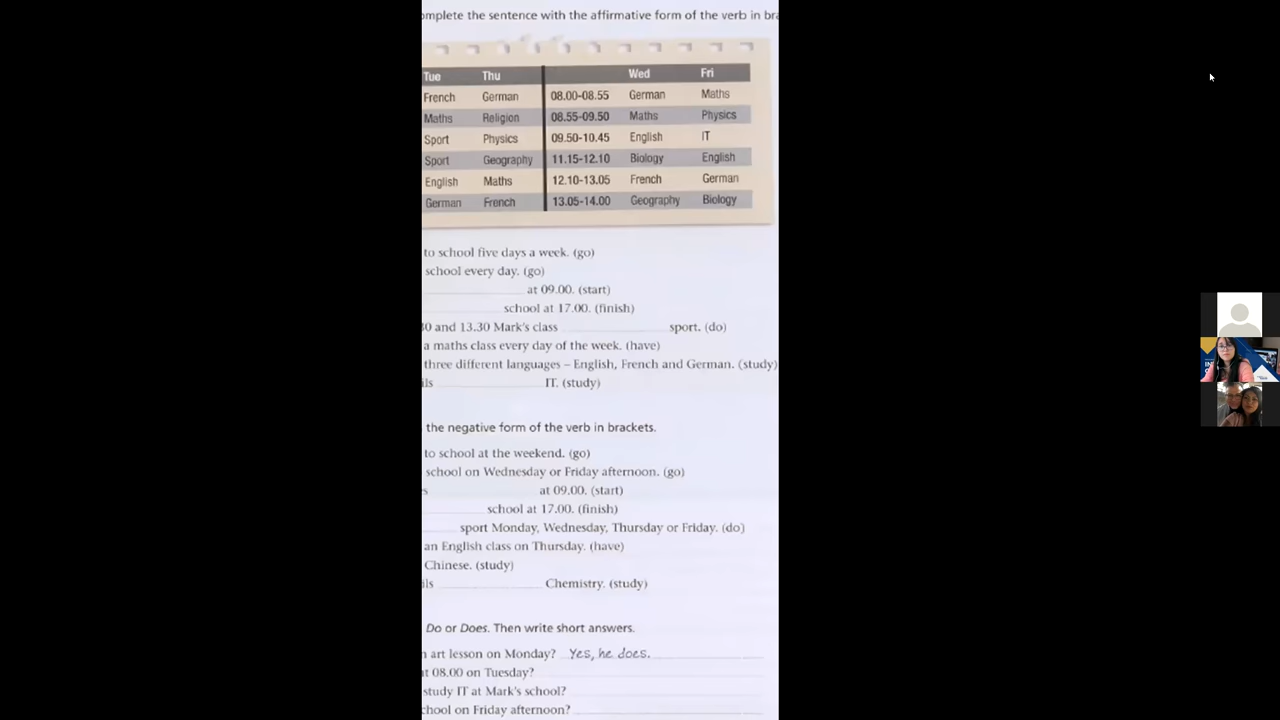 complete the sentence with the affirmative form of the verb in
Tue Thu Wed Fri
French German 08.00-08.55 German Maths
Maths Religion 08.55-09.50 Maths Physics
Sport Physics 09.50-10.45 English IT
Sport Geography 11.15-12.10 Biology English
English Maths 12.10-13.05 French German
German French 13.05-14.00 Geography Biology
to school five days a week. (go)
school every day. (go)
at 09.00. (start)
school at 17.00. (finish)
and 13.30 Mark's class sport. (do)
a maths class every day of the week. (have)
three different languages – English, French and German. (study)
IT. (study)
the negative form of the verb in brackets.
to school at the weekend. (go)
school on Wednesday or Friday afternoon. (go)
at 09.00. (start)
school at 17.00. (finish)
sport Monday, Wednesday, Thursday or Friday. (do)
an English class on Thursday. (have)
Chinese. (study)
Chemistry. (study)
Do or Does. Then write short answers.
art lesson on Monday? Yes, he does.
at 08.00 on Tuesday?
study IT at Mark's school?
school on Friday afternoon?